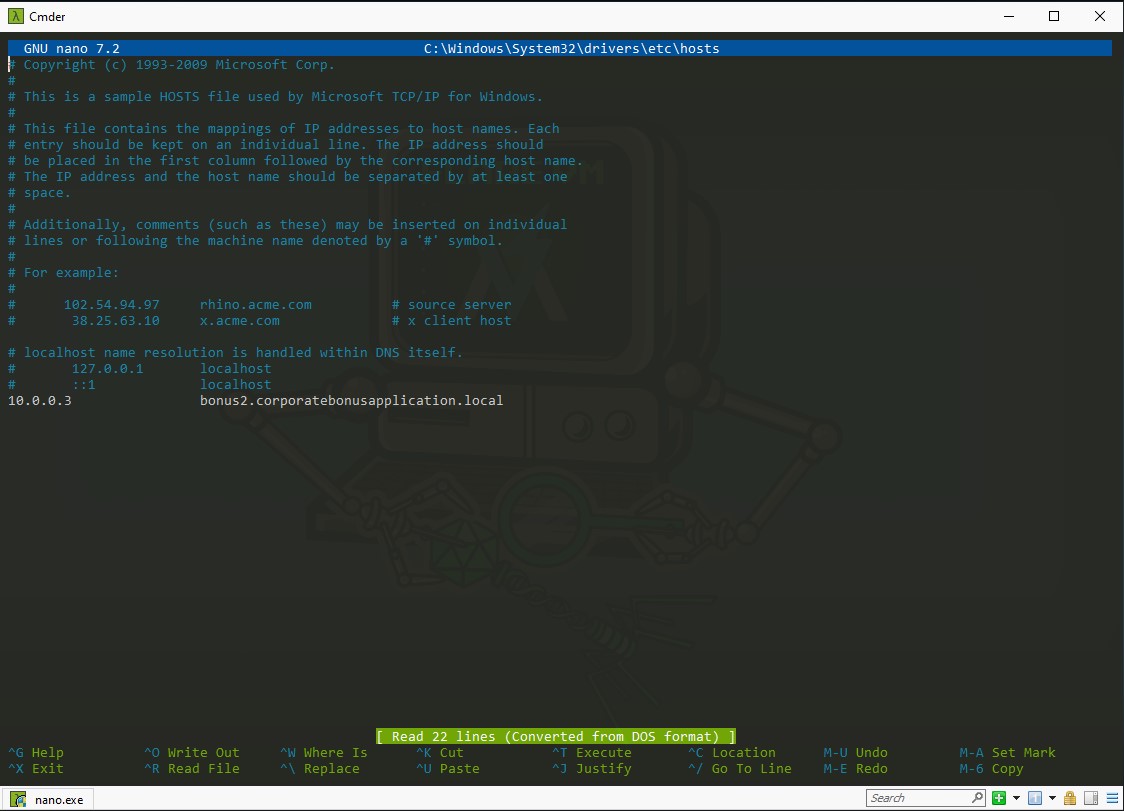 Cmder
GNU nano 7.2 C:\Windows\System32\drivers\etc\hosts
# Copyright (c) 1993-2009 Microsoft Corp.
#
# This is a sample HOSTS file used by Microsoft TCP/IP for Windows.
#
# This file contains the mappings of IP addresses to host names. Each
# entry should be kept on an individual line. The IP address should
# be placed in the first column followed by the corresponding host name.
# The IP address and the host name should be separated by at least one
# space.
#
# Additionally, comments (such as these) may be inserted on individual
# lines or following the machine name denoted by a '#' symbol.
#
# For example:
#
#      102.54.94.97     rhino.acme.com          # source server
#       38.25.63.10     x.acme.com              # x client host

# localhost name resolution is handled within DNS itself.
#       127.0.0.1       localhost
#       ::1             localhost
10.0.0.3                bonus2.corporatebonusapplication.local
[ Read 22 lines (Converted from DOS format) ]
^G Help ^O Write Out ^W Where Is ^K Cut ^T Execute ^C Location M-U Undo M-A Set Mark
^X Exit ^R Read File ^\ Replace ^U Paste ^J Justify ^/ Go To Line M-E Redo M-6 Copy
nano.exe Search